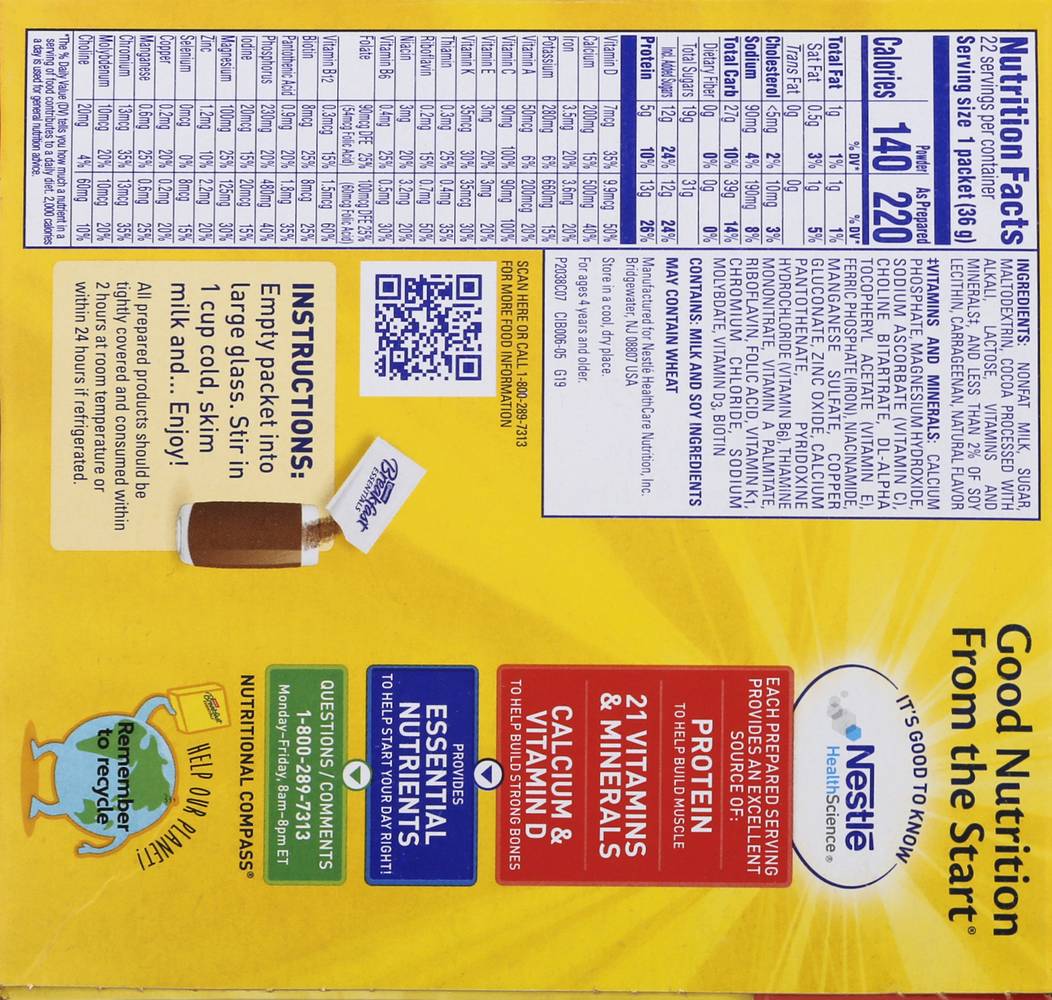 Nutrition Facts
22 servings per container
Serving size 1 packet (36 g)
Powder As Prepared
Calories 140 220
% DV* % DV*
Total Fat 1g 1% 1g 1%
Sat Fat 0.5g 3% 1g 5%
Trans Fat 0g 0g
Cholesterol <5mg 2% 10mg 3%
Sodium 90mg 4% 190mg 8%
Total Carb 27g 10% 39g 14%
Dietary Fiber 0g 0% 0g 0%
Total Sugars 19g 31g
Incl. Added Sugars 12g 24% 12g 24%
Protein 5g 10% 13g 26%
Vitamin D 7mcg 35% 9.9mcg 50%
Calcium 200mg 15% 500mg 40%
Iron 3.5mg 20% 3.6mg 20%
Potassium 280mg 6% 660mg 15%
Vitamin A 50mcg 6% 200mcg 20%
Vitamin C 90mg 100% 90mg 100%
Vitamin E 3mg 20% 3mg 20%
Vitamin K 35mcg 30% 35mcg 30%
Thiamin 0.3mg 25% 0.4mg 35%
Riboflavin 0.2mg 15% 0.7mg 50%
Niacin 3mg 20% 3.2mg 20%
Vitamin B6 0.4mg 25% 0.5mg 30%
Folate 90mcg DFE 25% 100mcg DFE 25%
(54mcg Folic Acid) (60mcg Folic Acid)
Vitamin B12 0.3mcg 15% 1.5mcg 60%
Biotin 8mcg 25% 8mcg 25%
Pantothenic Acid 0.9mg 20% 1.8mg 35%
Phosphorus 230mg 20% 480mg 40%
Iodine 20mcg 15% 20mcg 15%
Magnesium 100mg 25% 125mg 30%
Zinc 1.2mg 10% 2.2mg 20%
Selenium 0mcg 0% 8mcg 15%
Copper 0.2mg 20% 0.2mg 20%
Manganese 0.6mg 25% 0.6mg 25%
Chromium 13mcg 35% 13mcg 35%
Molybdenum 10mcg 20% 10mcg 20%
Choline 20mg 4% 60mg 10%
*The % Daily Value (DV) tells you how much a nutrient in a
serving of food contributes to a daily diet. 2,000 calories
a day is used for general nutrition advice.
INGREDIENTS: NONFAT MILK, SUGAR,
MALTODEXTRIN, COCOA PROCESSED WITH
ALKALI, LACTOSE, VITAMINS AND
MINERALS‡, AND LESS THAN 2% OF SOY
LECITHIN, CARRAGEENAN, NATURAL FLAVOR
‡VITAMINS AND MINERALS: CALCIUM
PHOSPHATE, MAGNESIUM HYDROXIDE,
SODIUM ASCORBATE (VITAMIN C),
CHOLINE BITARTRATE, DL-ALPHA
TOCOPHERYL ACETATE (VITAMIN E),
FERRIC PHOSPHATE (IRON), NIACINAMIDE,
MANGANESE SULFATE, COPPER
GLUCONATE, ZINC OXIDE, CALCIUM
PANTOTHENATE, PYRIDOXINE
HYDROCHLORIDE (VITAMIN B6), THIAMINE
MONONITRATE, VITAMIN A PALMITATE,
RIBOFLAVIN, FOLIC ACID, VITAMIN K1,
CHROMIUM CHLORIDE, SODIUM
MOLYBDATE, VITAMIN D3, BIOTIN
CONTAINS: MILK AND SOY INGREDIENTS
MAY CONTAIN WHEAT
Manufactured for Nestlé HealthCare Nutrition, Inc.
Bridgewater, NJ 08807 USA
Store in a cool, dry place.
For ages 4 years and older.
P2038C07 CIB006-05 G19
SCAN HERE OR CALL 1-800-289-7313
FOR MORE FOOD INFORMATION
INSTRUCTIONS:
Empty packet into
large glass. Stir in
1 cup cold, skim
milk and... Enjoy!
All prepared products should be
tightly covered and consumed within
2 hours at room temperature or
within 24 hours if refrigerated.
Breakfast
ESSENTIALS
Good Nutrition
From the Start®
IT'S GOOD TO KNOW
Nestlé
HealthScience®
EACH PREPARED SERVING
PROVIDES AN EXCELLENT
SOURCE OF:
PROTEIN
TO HELP BUILD MUSCLE
21 VITAMINS
& MINERALS
CALCIUM &
VITAMIN D
TO HELP BUILD STRONG BONES
PROVIDES
ESSENTIAL
NUTRIENTS
TO HELP START YOUR DAY RIGHT!
QUESTIONS / COMMENTS
1-800-289-7313
Monday–Friday, 8am–8pm ET
NUTRITIONAL COMPASS®
HELP OUR PLANET!
Remember
to recycle